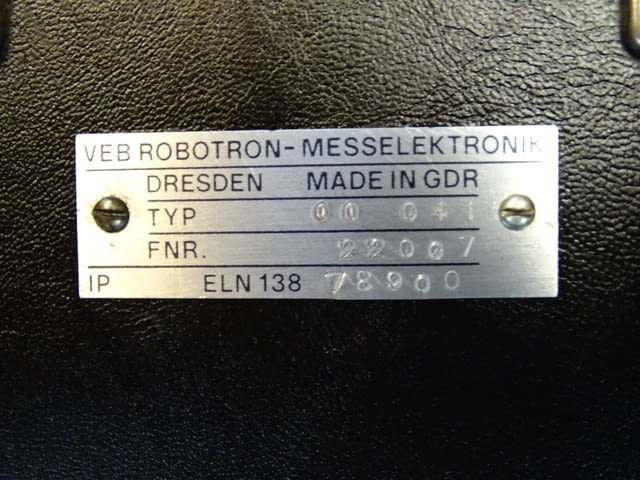 VEB ROBOTRON-MESSELEKTRONIK
DRESDEN MADE IN GDR
TYP 00 041
FNR. 22007
IP ELN 138 78900